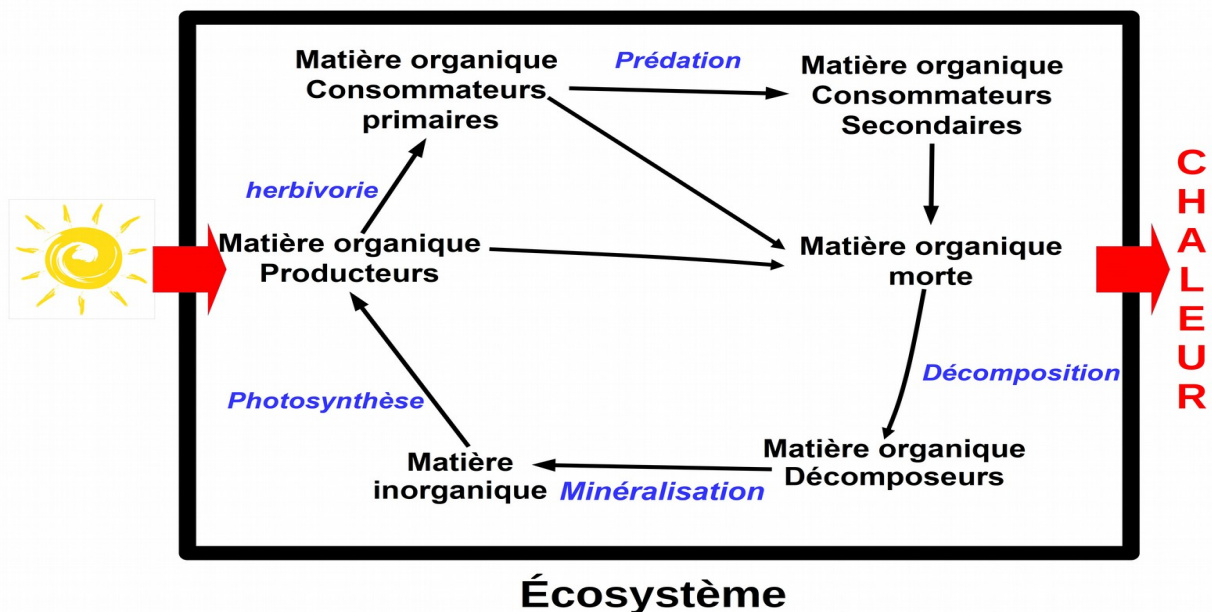 Matière organique
Consommateurs
primaires
Prédation
Matière organique
Consommateurs
Secondaires
herbivorie
Matière organique
Producteurs
Matière organique
morte
CHALEUR
Photosynthèse
Décomposition
Matière
inorganique
Minéralisation
Matière organique
Décomposeurs
Écosystème